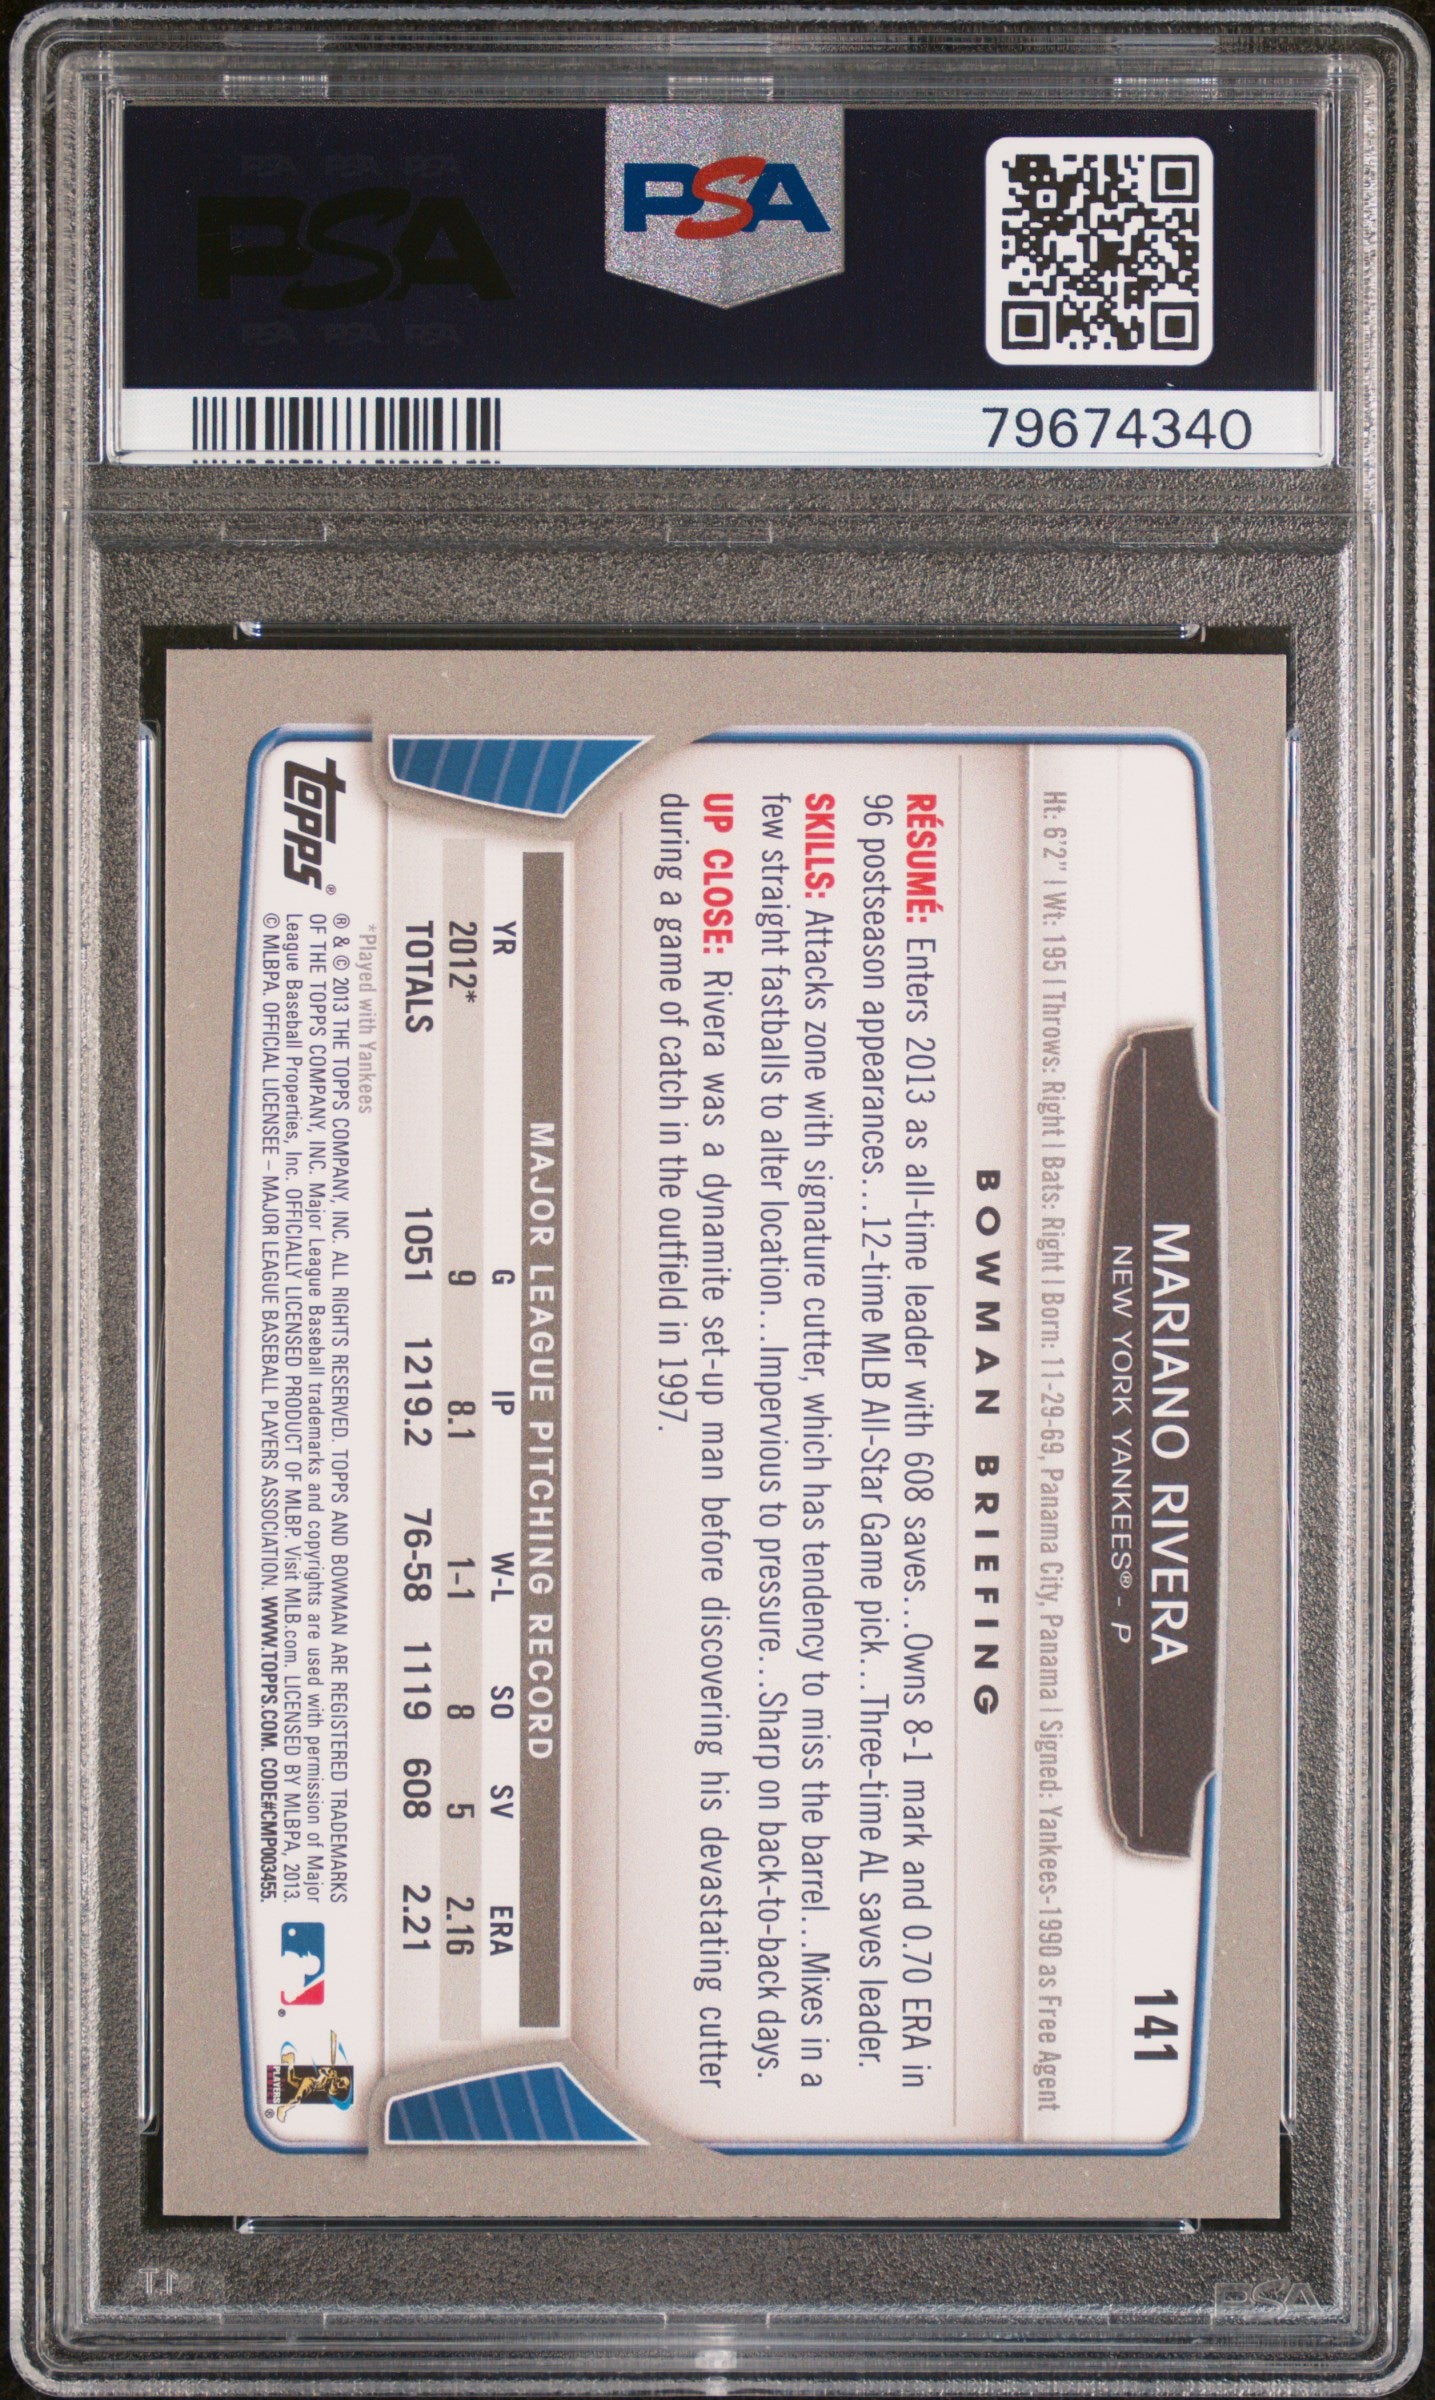 PSA PSA PSA
PSA
PSA PSA PSA
PSA
79674340
141
MARIANO RIVERA
NEW YORK YANKEES® - P
Ht: 6'2" | Wt: 195 | Throws: Right | Bats: Right | Born: 11-29-69, Panama City, Panama | Signed: Yankees-1990 as Free Agent
BOWMAN BRIEFING
RÉSUMÉ: Enters 2013 as all-time leader with 608 saves...Owns 8-1 mark and 0.70 ERA in
96 postseason appearances...12-time MLB All-Star Game pick...Three-time AL saves leader.
SKILLS: Attacks zone with signature cutter, which has tendency to miss the barrel...Mixes in a
few straight fastballs to alter location...Impervious to pressure...Sharp on back-to-back days.
UP CLOSE: Rivera was a dynamite set-up man before discovering his devastating cutter
during a game of catch in the outfield in 1997.
MAJOR LEAGUE PITCHING RECORD
YR G IP W-L SO SV ERA
2012* 9 8.1 1-1 8 5 2.16
TOTALS 1051 1219.2 76-58 1119 608 2.21
*Played with Yankees
topps®
® & © 2013 THE TOPPS COMPANY, INC. ALL RIGHTS RESERVED. TOPPS AND BOWMAN ARE REGISTERED TRADEMARKS
OF THE TOPPS COMPANY, INC. Major League Baseball trademarks and copyrights are used with permission of Major
League Baseball Properties, Inc. OFFICIALLY LICENSED PRODUCT OF MLBP. Visit MLB.com. LICENSED BY MLBPA, 2013.
© MLBPA. OFFICIAL LICENSEE – MAJOR LEAGUE BASEBALL PLAYERS ASSOCIATION. WWW.TOPPS.COM. CODE#CMP003455.
PLAYERS
PSA